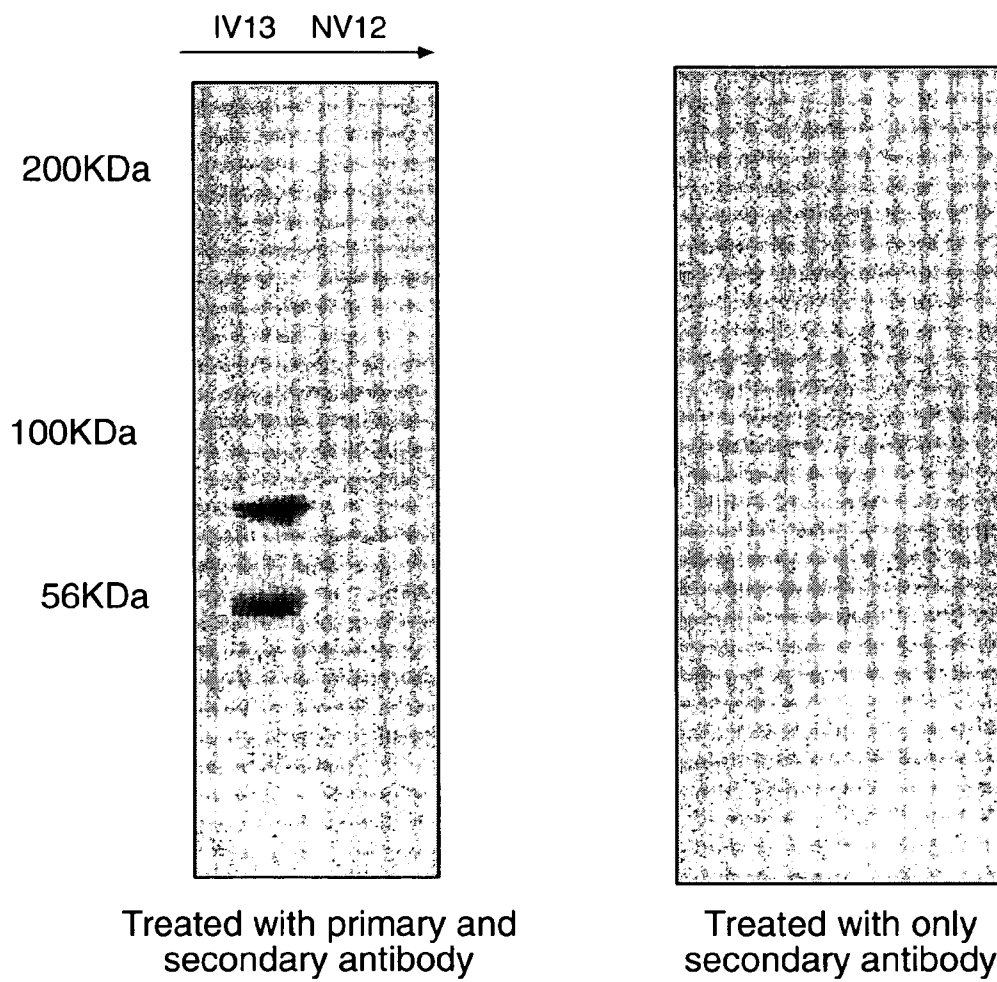 IV13 NV12
200KDa
100KDa
56KDa
Treated with primary and
secondary antibody
Treated with only
secondary antibody